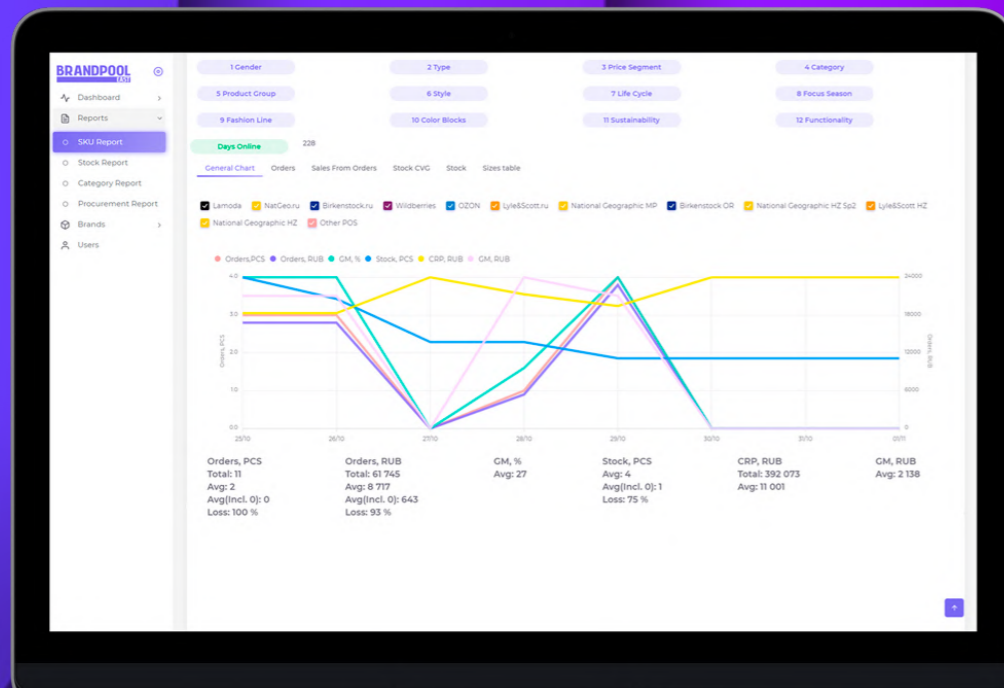 BRANDPOOL
EAST
Dashboard
Reports
SKU Report
Stock Report
Category Report
Procurement Report
Brands
Users
1 Gender
2 Type
3 Price Segment
4 Category
5 Product Group
6 Style
7 Life Cycle
8 Focus Season
9 Fashion Line
10 Color Blocks
11 Sustainability
12 Functionality
Days Online 228
General Chart Orders Sales From Orders Stock CVG Stock Sizes table
Lamoda NatGeo.ru Birkenstock.ru Wildberries OZON Lyle&Scott.ru National Geographic MP Birkenstock OR National Geographic HZ Sp2 Lyle&Scott HZ
National Geographic HZ Other POS
Orders,PCS Orders, RUB GM, % Stock, PCS CRP, RUB GM, RUB
4.0 24000
3.0 18000
Orders, PCS Orders, RUB
2.0 12000
1.0 6000
0.0 0
25/10 26/10 27/10 28/10 29/10 30/10 31/10 01/11
Orders, PCS
Total: 11
Avg: 2
Avg(Incl. 0): 0
Loss: 100 %
Orders, RUB
Total: 61 745
Avg: 8 717
Avg(Incl. 0): 643
Loss: 93 %
GM, %
Avg: 27
Stock, PCS
Avg: 4
Avg(Incl. 0): 1
Loss: 75 %
CRP, RUB
Total: 392 073
Avg: 11 001
GM, RUB
Avg: 2 138